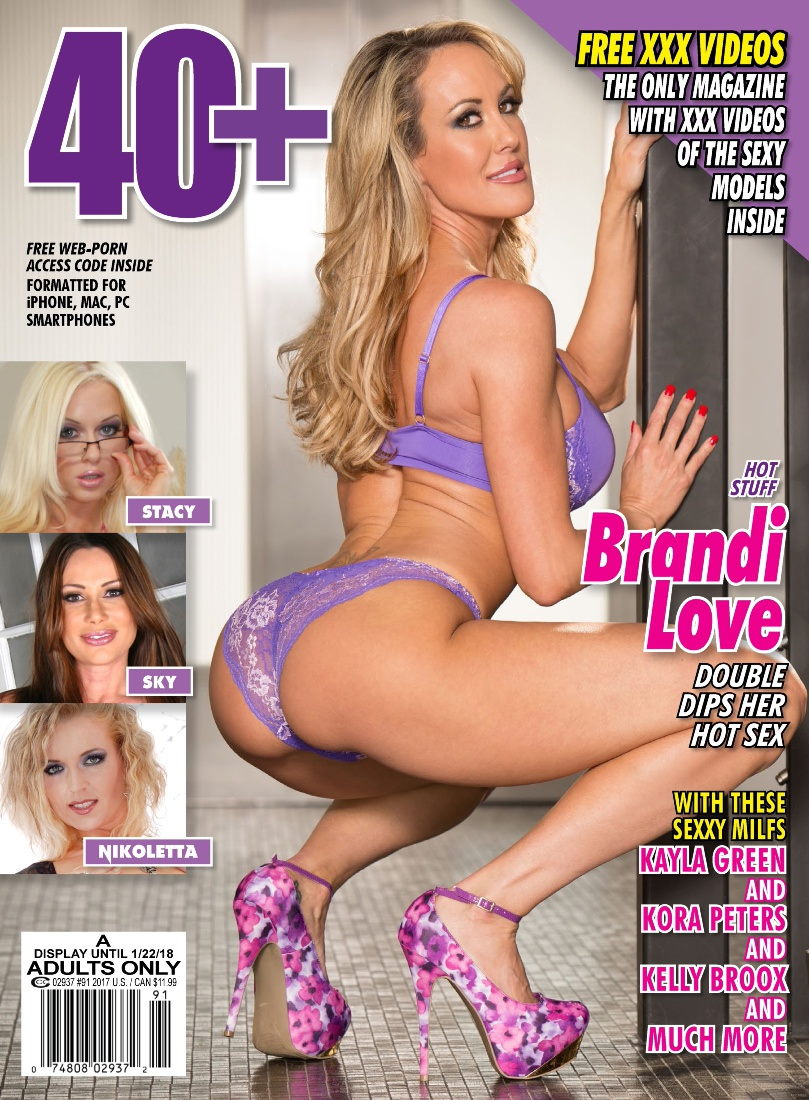 40+
FREE XXX VIDEOS
THE ONLY MAGAZINE
WITH XXX VIDEOS
OF THE SEXY
MODELS
INSIDE
FREE WEB-PORN
ACCESS CODE INSIDE
FORMATTED FOR
iPHONE, MAC, PC
SMARTPHONES
STACY
SKY
NIKOLETTA
HOT
STUFF
Brandi
Love
DOUBLE
DIPS HER
HOT SEX
WITH THESE
SEXXY MILFS
KAYLA GREEN
AND
KORA PETERS
AND
KELLY BROOX
AND
MUCH MORE
A
DISPLAY UNTIL 1/22/18
ADULTS ONLY
02937 #91 2017 U.S. / CAN $11.99
91
0 74808 02937 2